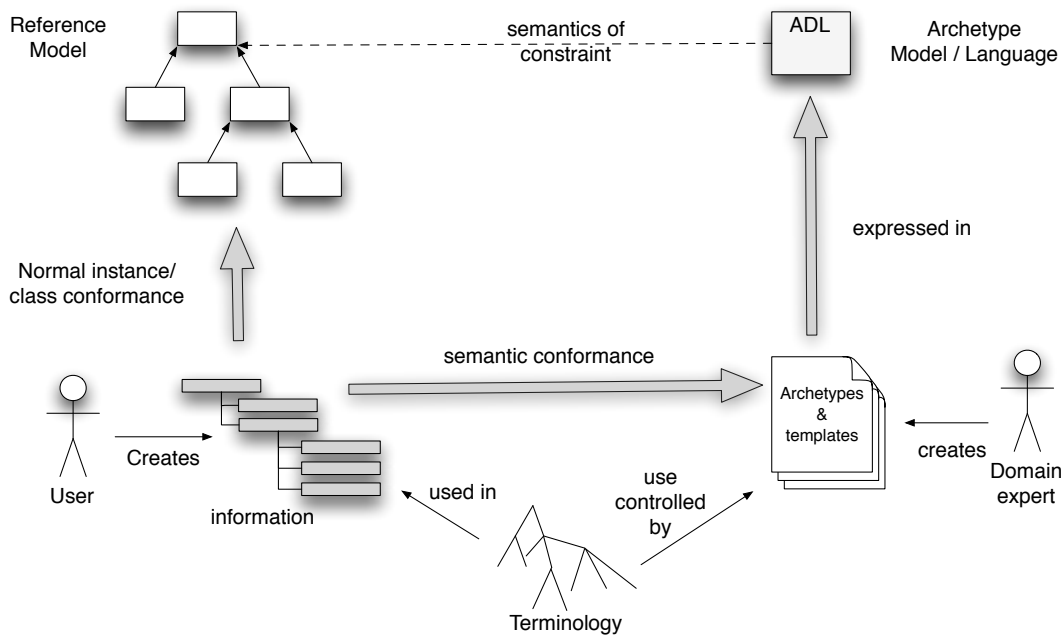 Reference
Model
semantics of
constraint
ADL
Archetype
Model / Language
Normal instance/
class conformance
expressed in
semantic conformance
Archetypes
&
templates
User
Creates
information
used in
use
controlled
by
creates
Domain
expert
Terminology